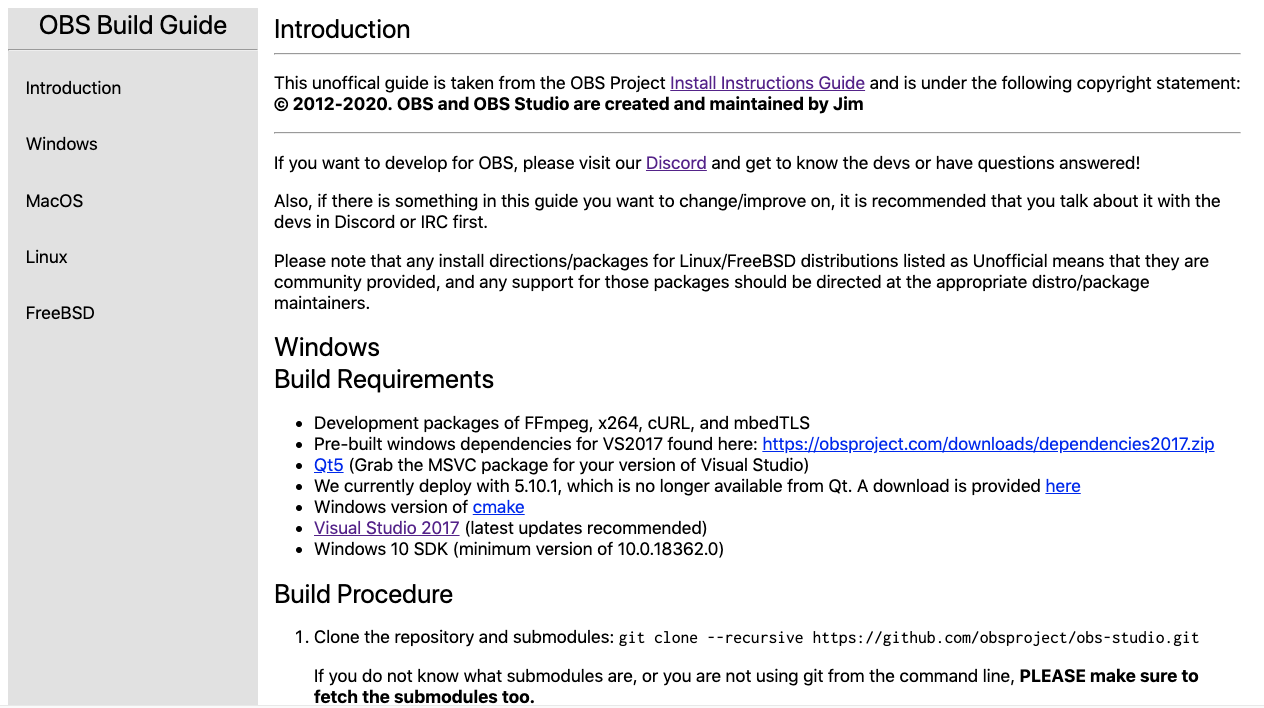 OBS Build Guide
Introduction
Windows
MacOS
Linux
FreeBSD
Introduction
This unoffical guide is taken from the OBS Project Install Instructions Guide and is under the following copyright statement:
© 2012-2020. OBS and OBS Studio are created and maintained by Jim
If you want to develop for OBS, please visit our Discord and get to know the devs or have questions answered!
Also, if there is something in this guide you want to change/improve on, it is recommended that you talk about it with the
devs in Discord or IRC first.
Please note that any install directions/packages for Linux/FreeBSD distributions listed as Unofficial means that they are
community provided, and any support for those packages should be directed at the appropriate distro/package
maintainers.
Windows
Build Requirements
• Development packages of FFmpeg, x264, cURL, and mbedTLS
• Pre-built windows dependencies for VS2017 found here: https://obsproject.com/downloads/dependencies2017.zip
• Qt5 (Grab the MSVC package for your version of Visual Studio)
• We currently deploy with 5.10.1, which is no longer available from Qt. A download is provided here
• Windows version of cmake
• Visual Studio 2017 (latest updates recommended)
• Windows 10 SDK (minimum version of 10.0.18362.0)
Build Procedure
1. Clone the repository and submodules: git clone --recursive https://github.com/obsproject/obs-studio.git
If you do not know what submodules are, or you are not using git from the command line, PLEASE make sure to
fetch the submodules too.